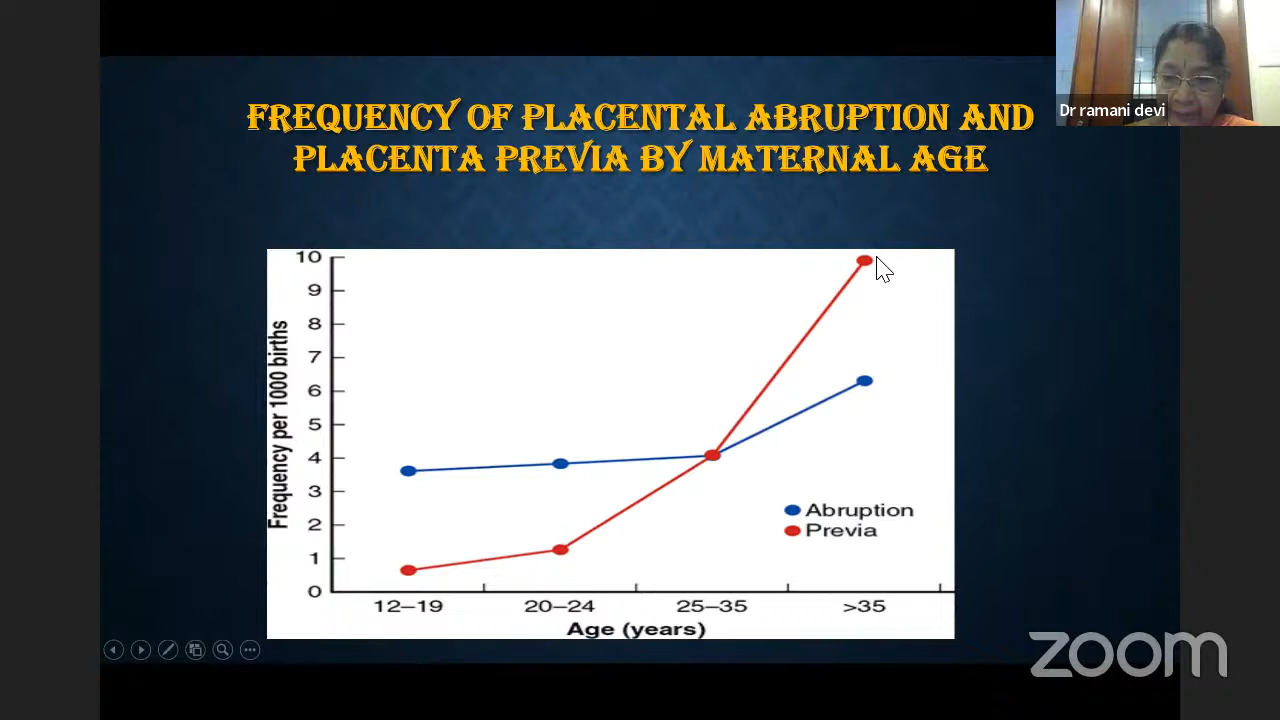 Dr ramani devi
FREQUENCY OF PLACENTAL ABRUPTION AND
PLACENTA PREVIA BY MATERNAL AGE
Frequency per 1000 births
10
9
8
7
6
5
4
3
2
1
0
Abruption
Previa
12–19 20–24 25–35 >35
Age (years)
zoom